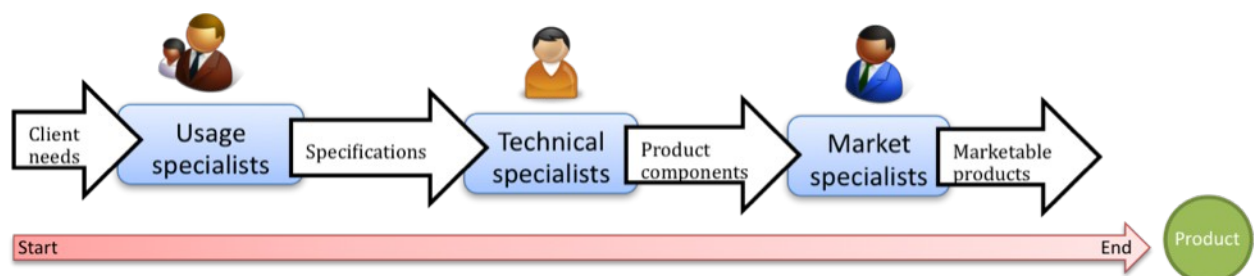 Client
needs
Usage
specialists
Specifications
Technical
specialists
Product
components
Market
specialists
Marketable
products
Start
End
Product